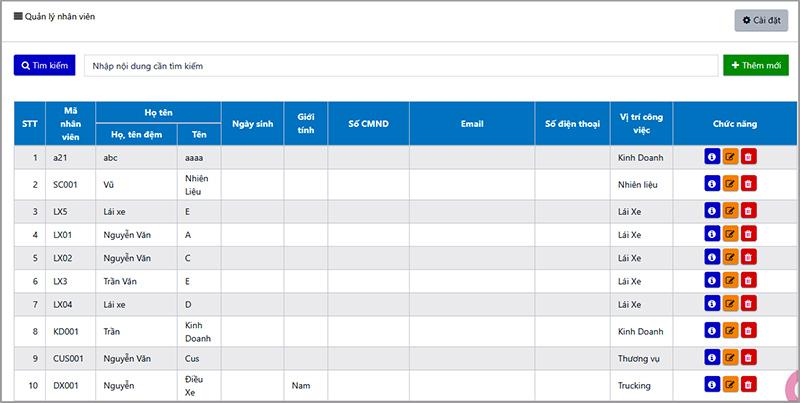 Quản lý nhân viên
Cài đặt
Tìm kiếm Nhập nội dung cần tìm kiếm Thêm mới
STT Mã nhân viên Họ tên Ngày sinh Giới tính Số CMND Email Số điện thoại Vị trí công việc Chức năng
Họ, tên đệm Tên
1 a21 abc aaaa Kinh Doanh
2 SC001 Vũ Nhiên Liệu Nhiên liệu
3 LX5 Lái xe E Lái Xe
4 LX01 Nguyễn Văn A Lái Xe
5 LX02 Nguyễn Văn C Lái Xe
6 LX3 Trần Văn E Lái Xe
7 LX04 Lái xe D Lái Xe
8 KD001 Trần Kinh Doanh Kinh Doanh
9 CUS001 Nguyễn Văn Cus Thương vụ
10 DX001 Nguyễn Điều Xe Nam Trucking